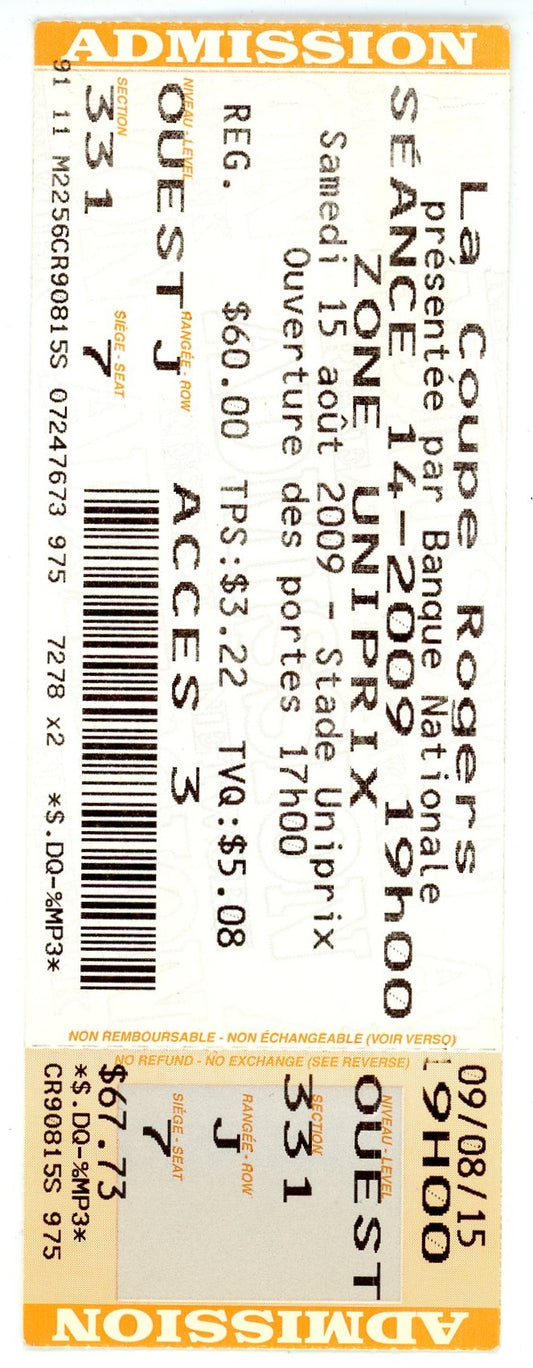 ADMISSION
La Coupe Rogers
présentée par Banque Nationale
SÉANCE 14-2009 19h00
ZONE UNIPRIX
Samedi 15 août 2009 - Stade Uniprix
Ouverture des portes 17h00
REG. $60.00 TPS:$3.22 TVQ:$5.08
NIVEAU - LEVEL
OUEST
RANGÉE - ROW
J
ACCES 3
SECTION
331
SIÈGE - SEAT
7
91 11 M2256CR90815S 07247673 975 7278 x2 *$.DQ-%MP3*
NON REMBOURSABLE - NON ÉCHANGEABLE (VOIR VERSO)
NO REFUND - NO EXCHANGE (SEE REVERSE)
09/08/15
19H00
NIVEAU - LEVEL
OUEST
SECTION
331
RANGÉE - ROW
J
SIÈGE - SEAT
7
$67.73
*$.DQ-%MP3*
CR90815S 975
ADMISSION